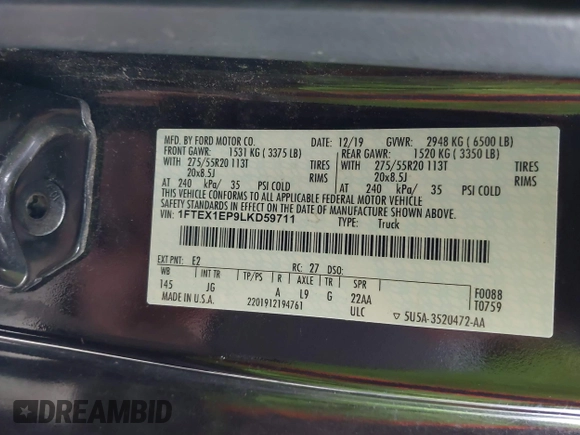 MFD. BY FORD MOTOR CO.
DATE: 12/19 GVWR: 2948 KG ( 6500 LB)
FRONT GAWR: 1531 KG ( 3375 LB) REAR GAWR: 1520 KG ( 3350 LB)
WITH 275/55R20 113T TIRES WITH 275/55R20 113T TIRES
20x8.5J 20x8.5J
AT 240 kPa/ 35 PSI COLD AT 240 kPa/ 35 PSI COLD
THIS VEHICLE CONFORMS TO ALL APPLICABLE FEDERAL MOTOR VEHICLE
SAFETY STANDARDS IN EFFECT ON THE DATE OF MANUFACTURE SHOWN ABOVE.
VIN: 1FTEX1EP9LKD59711 TYPE: Truck
EXT PNT: E2 RC: 27 DSO:
WB INT TR TP/PS R AXLE TR SPR F0088
145 JG A L9 G 22AA T0759
MADE IN U.S.A. 2201912194761 ULC ▽ 5U5A-3520472-AA
DREAMBID